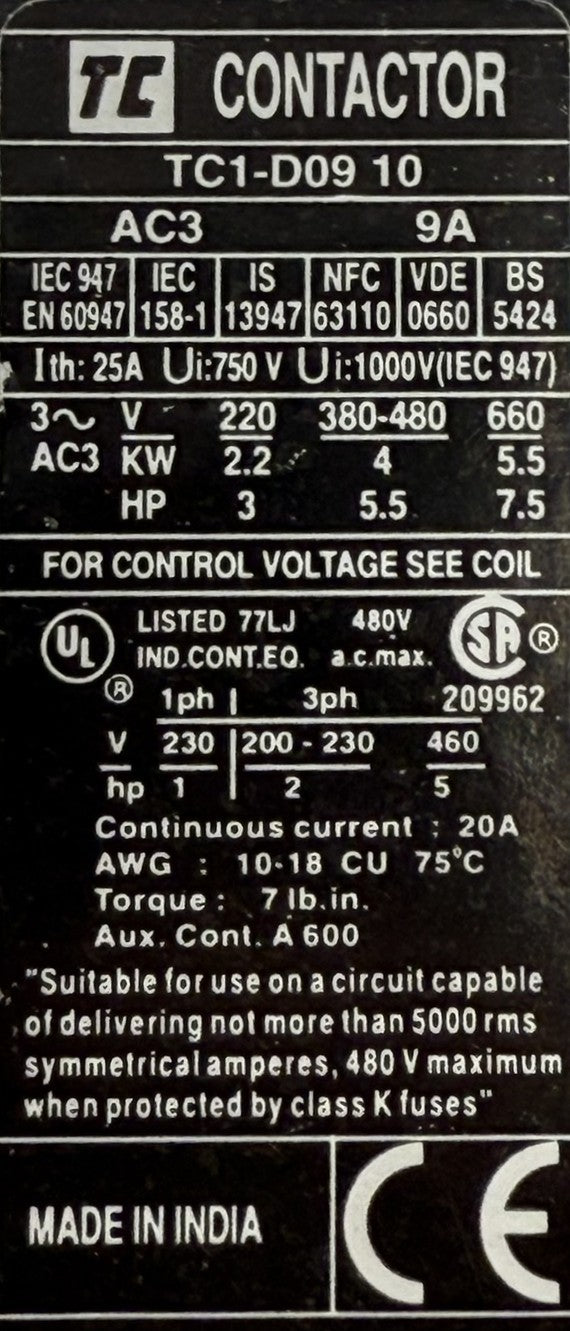 TC CONTACTOR
TC1-D09 10
AC3 9A
IEC 947 IEC IS NFC VDE BS
EN 60947 158-1 13947 63110 0660 5424
Ith: 25A Ui:750 V Ui:1000V(IEC 947)
3~ V 220 380-480 660
AC3 KW 2.2 4 5.5
HP 3 5.5 7.5
FOR CONTROL VOLTAGE SEE COIL
UL LISTED 77LJ 480V SA ®
IND.CONT.EQ. a.c.max.
® 1ph 3ph 209962
V 230 200 - 230 460
hp 1 2 5
Continuous current : 20A
AWG : 10-18 CU 75°C
Torque : 7 lb.in.
Aux. Cont. A 600
"Suitable for use on a circuit capable
of delivering not more than 5000 rms
symmetrical amperes, 480 V maximum
when protected by class K fuses"
MADE IN INDIA CE